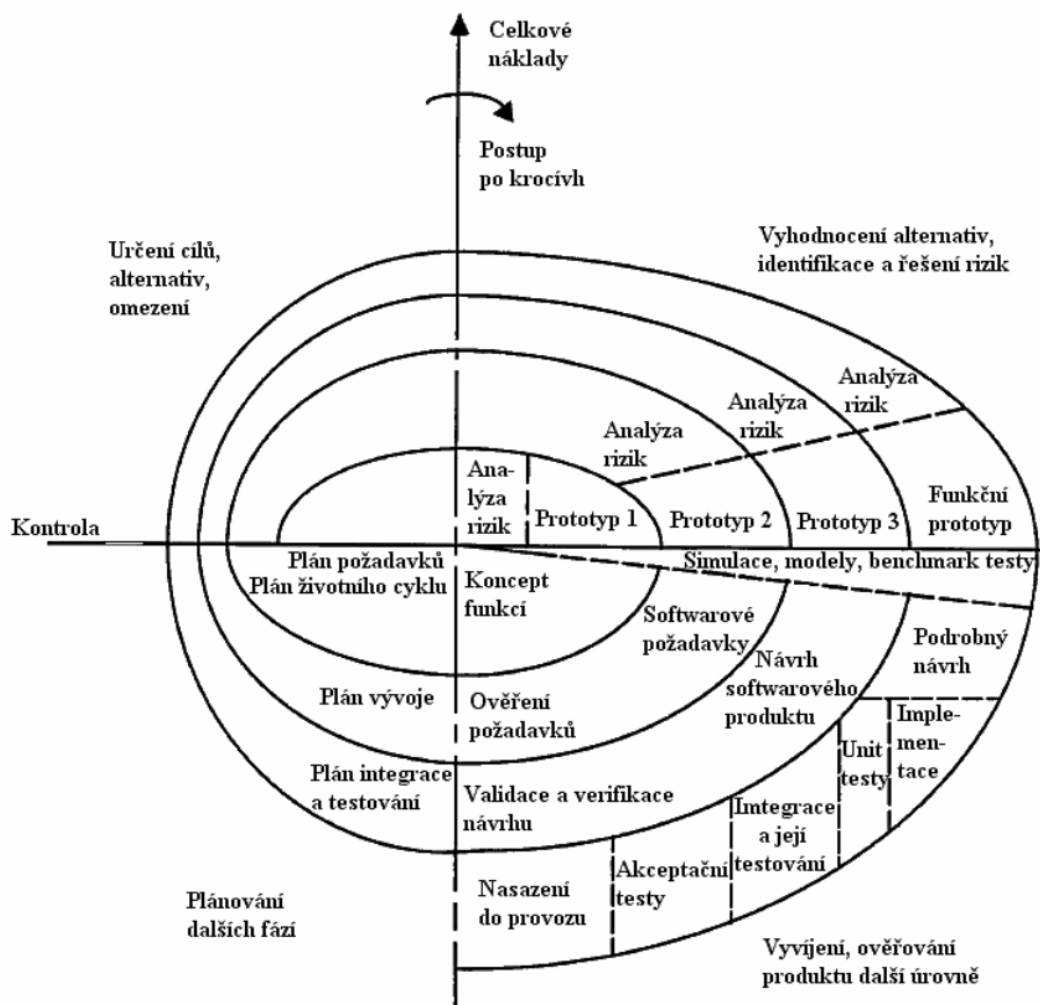 Celkové
náklady
Postup
po krocívh
Určení cílů,
alternativ,
omezení
Vyhodnocení alternativ,
identifikace a řešení rizik
Analýza
rizik
Analýza
rizik
Analýza
rizik
Ana-
lýza
rizik
Prototyp 1
Prototyp 2
Prototyp 3
Funkční
prototyp
Kontrola
Simulace, modely, benchmark testy
Plán požadavků
Plán životního cyklu
Koncept
funkcí
Softwarové
požadavky
Podrobný
návrh
Návrh
softwarového
produktu
Plán vývoje
Ověření
požadavků
Imple-
men-
tace
Unit
testy
Plán integrace
a testování
Validace a verifikace
návrhu
Imtegrace
a její
testování
Akceptační
testy
Nasazení
do provozu
Plánování
dalších fází
Vyvíjení, ověřování
produktu další úrovně